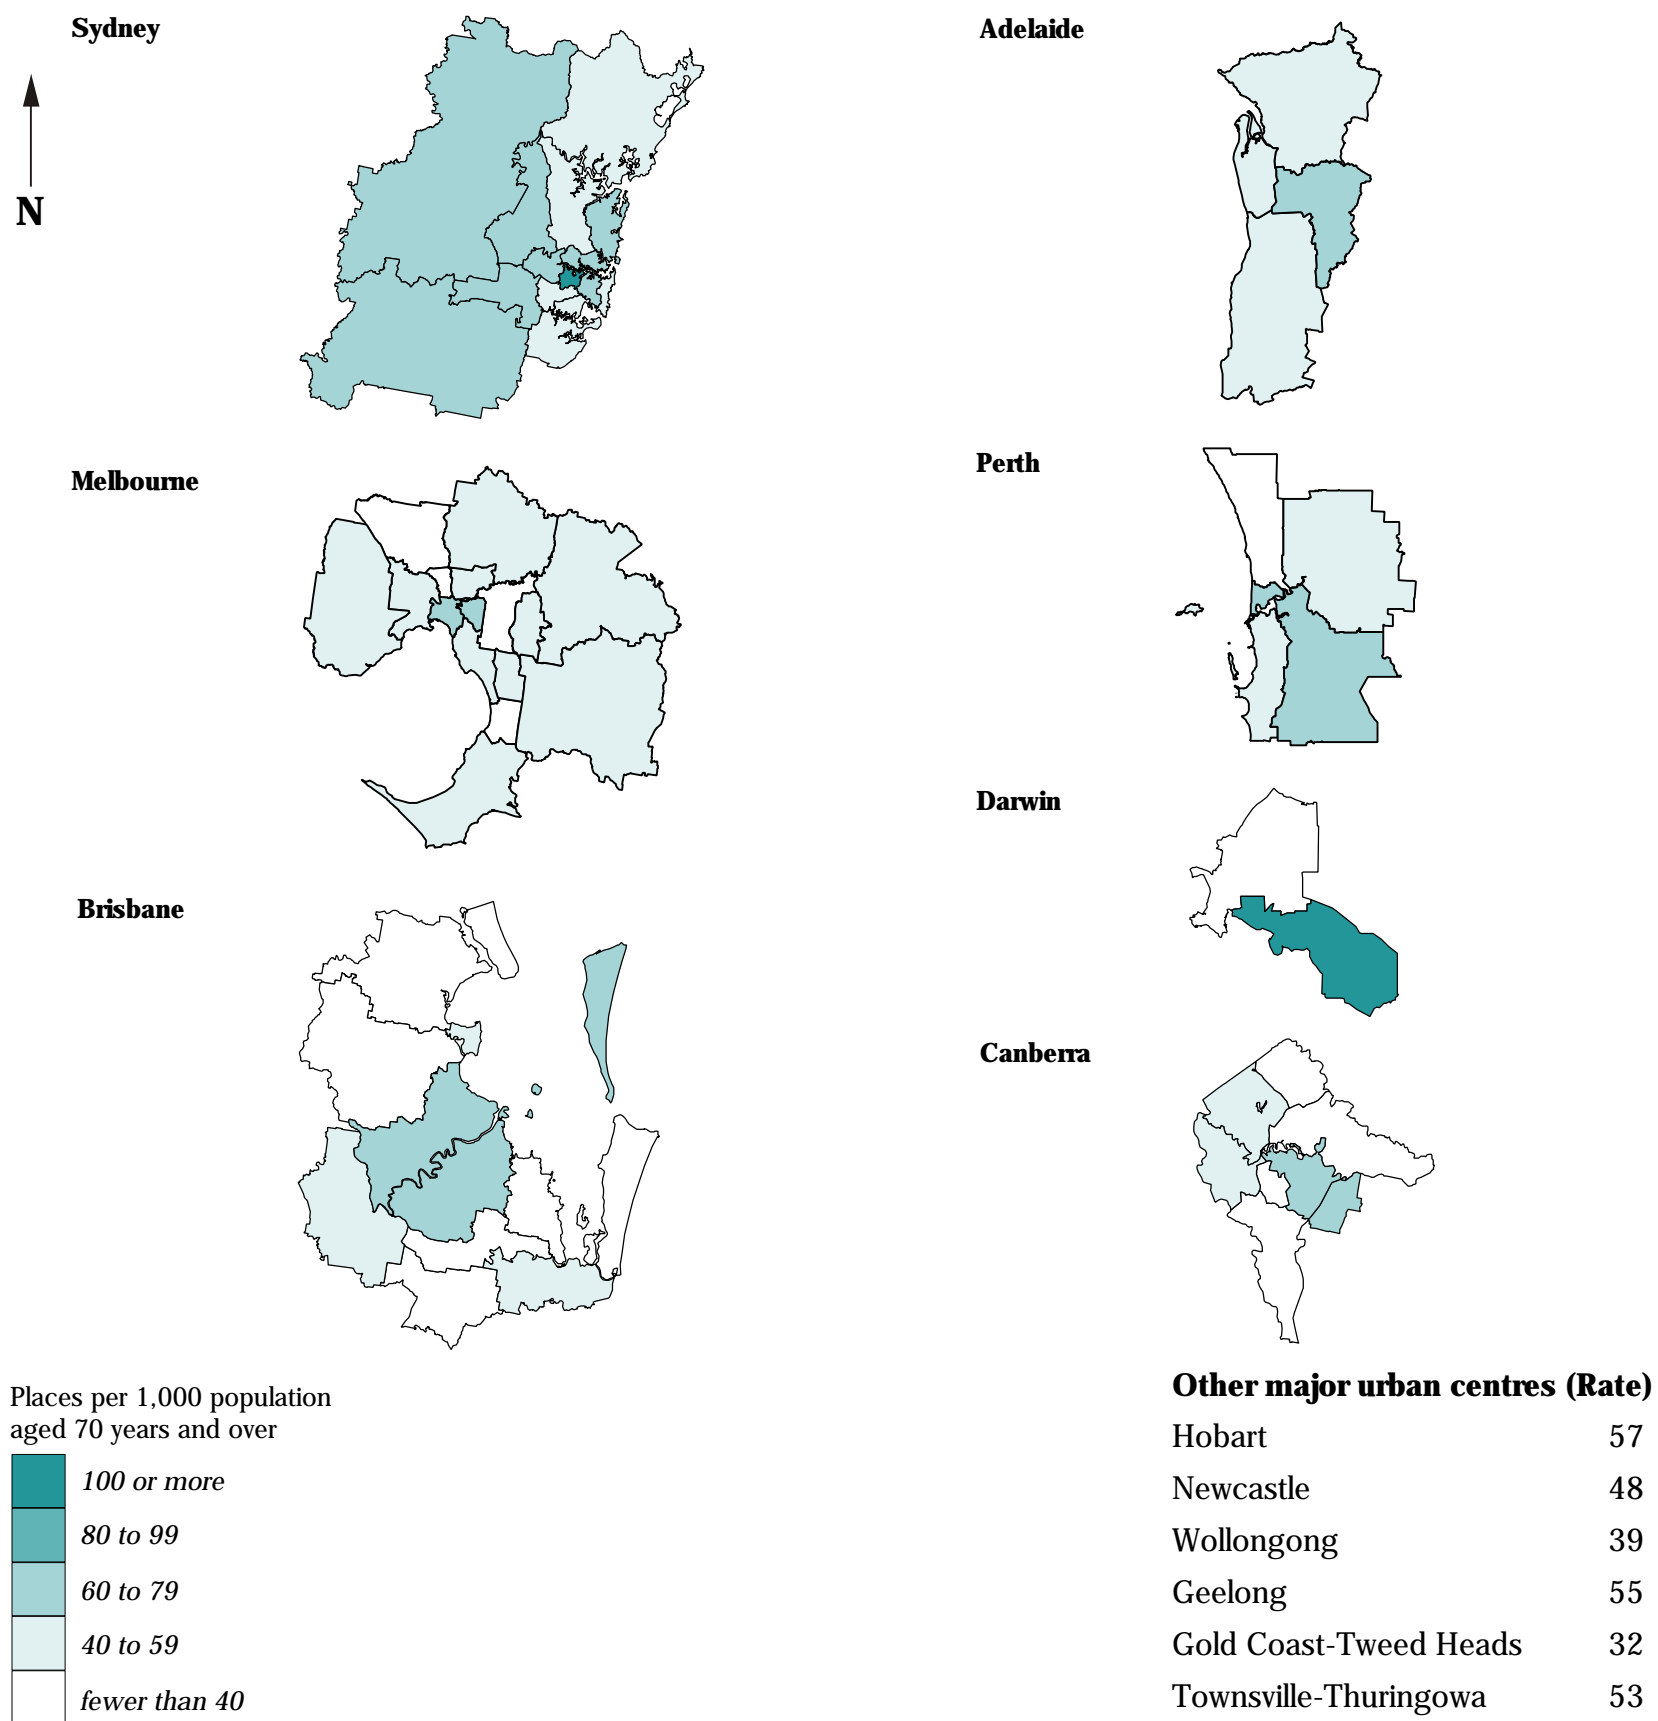 Sydney
Adelaide
N
Melbourne
Perth
Darwin
Brisbane
Canberra
Places per 1,000 population
aged 70 years and over
100 or more
80 to 99
60 to 79
40 to 59
fewer than 40
Other major urban centres (Rate)
Hobart 57
Newcastle 48
Wollongong 39
Geelong 55
Gold Coast-Tweed Heads 32
Townsville-Thuringowa 53